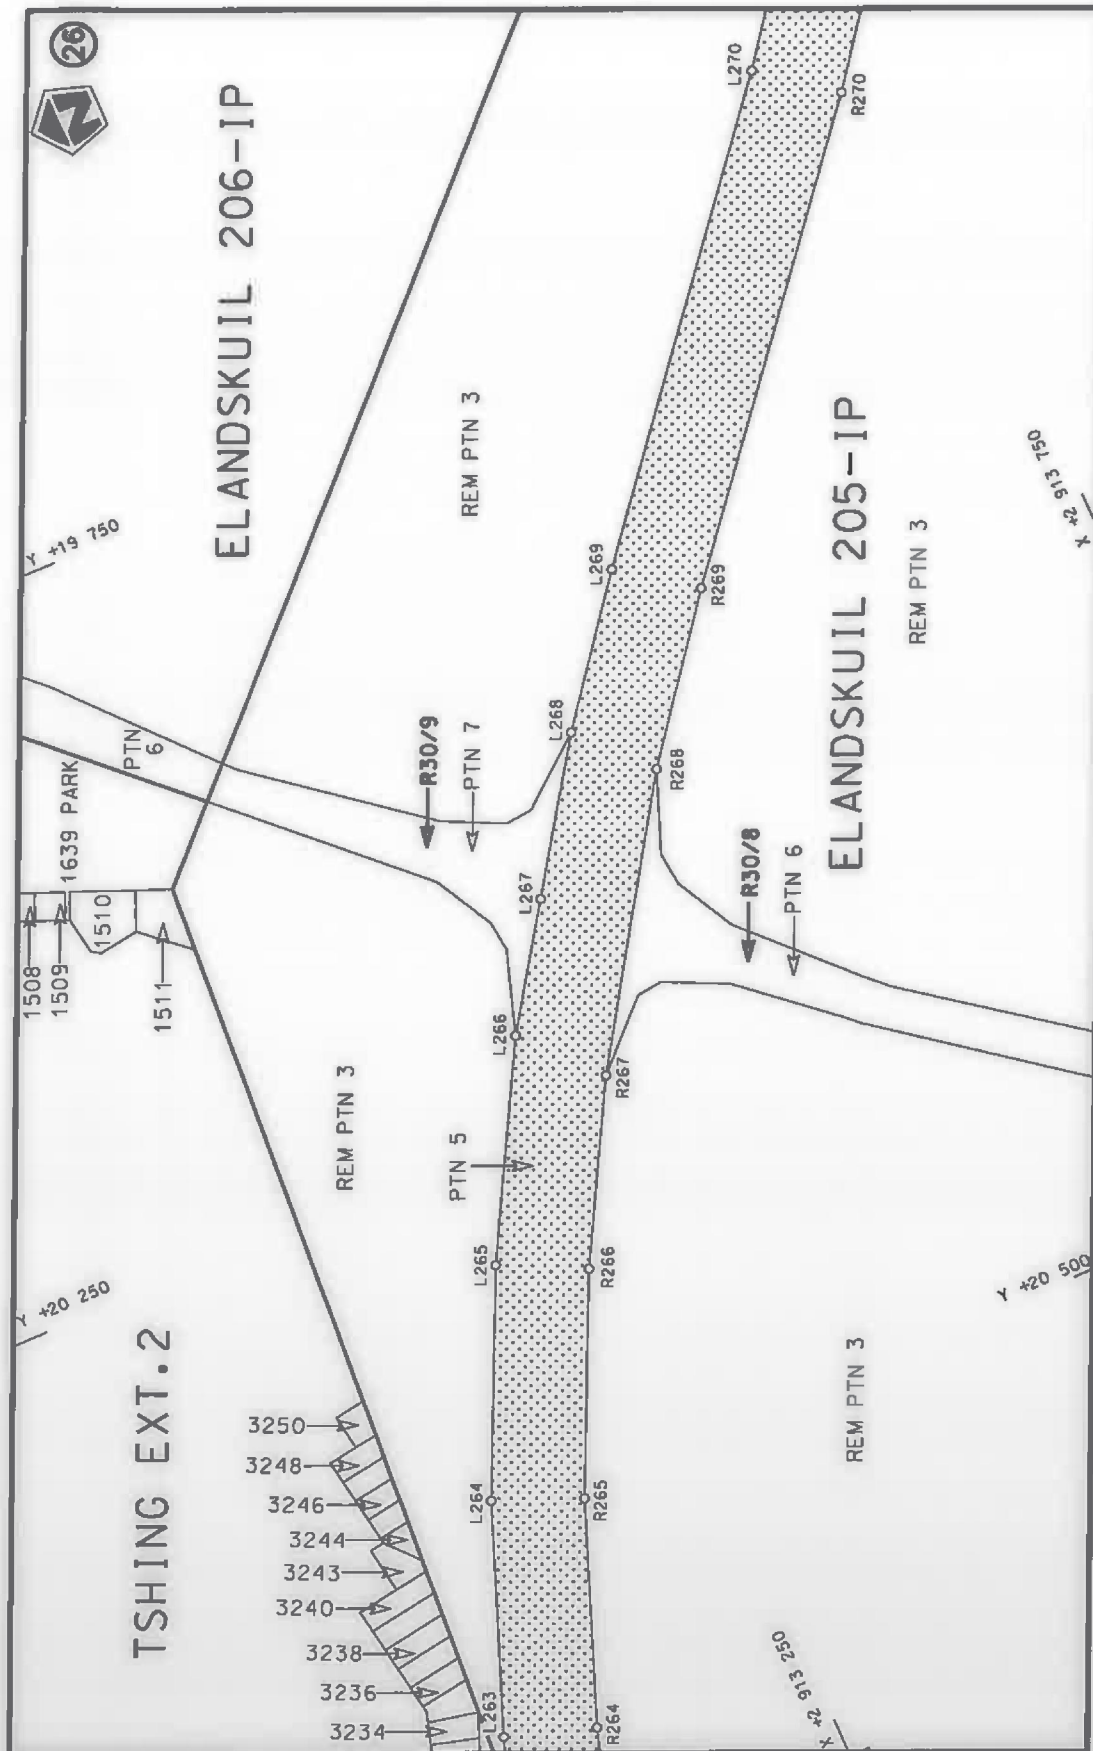 26
N
ELANDSKUIL 206-IP
Y +19 750
L270
R270
REM PTN 3
X +2 913 750
L269
R269
ELANDSKUIL 205-IP
REM PTN 3
PTN
6
1639 PARK
R30/9
PTN 7
L268
R268
1508
1509
1510
1511
L267
R30/8
PTN 6
L266
R267
REM PTN 3
PTN 5
L265
R266
Y +20 500
Y +20 250
TSHING EXT.2
REM PTN 3
3250
3248
3246
3244
3243
3240
3238
3236
3234
L264
R265
L263
R264
X +2 913 250